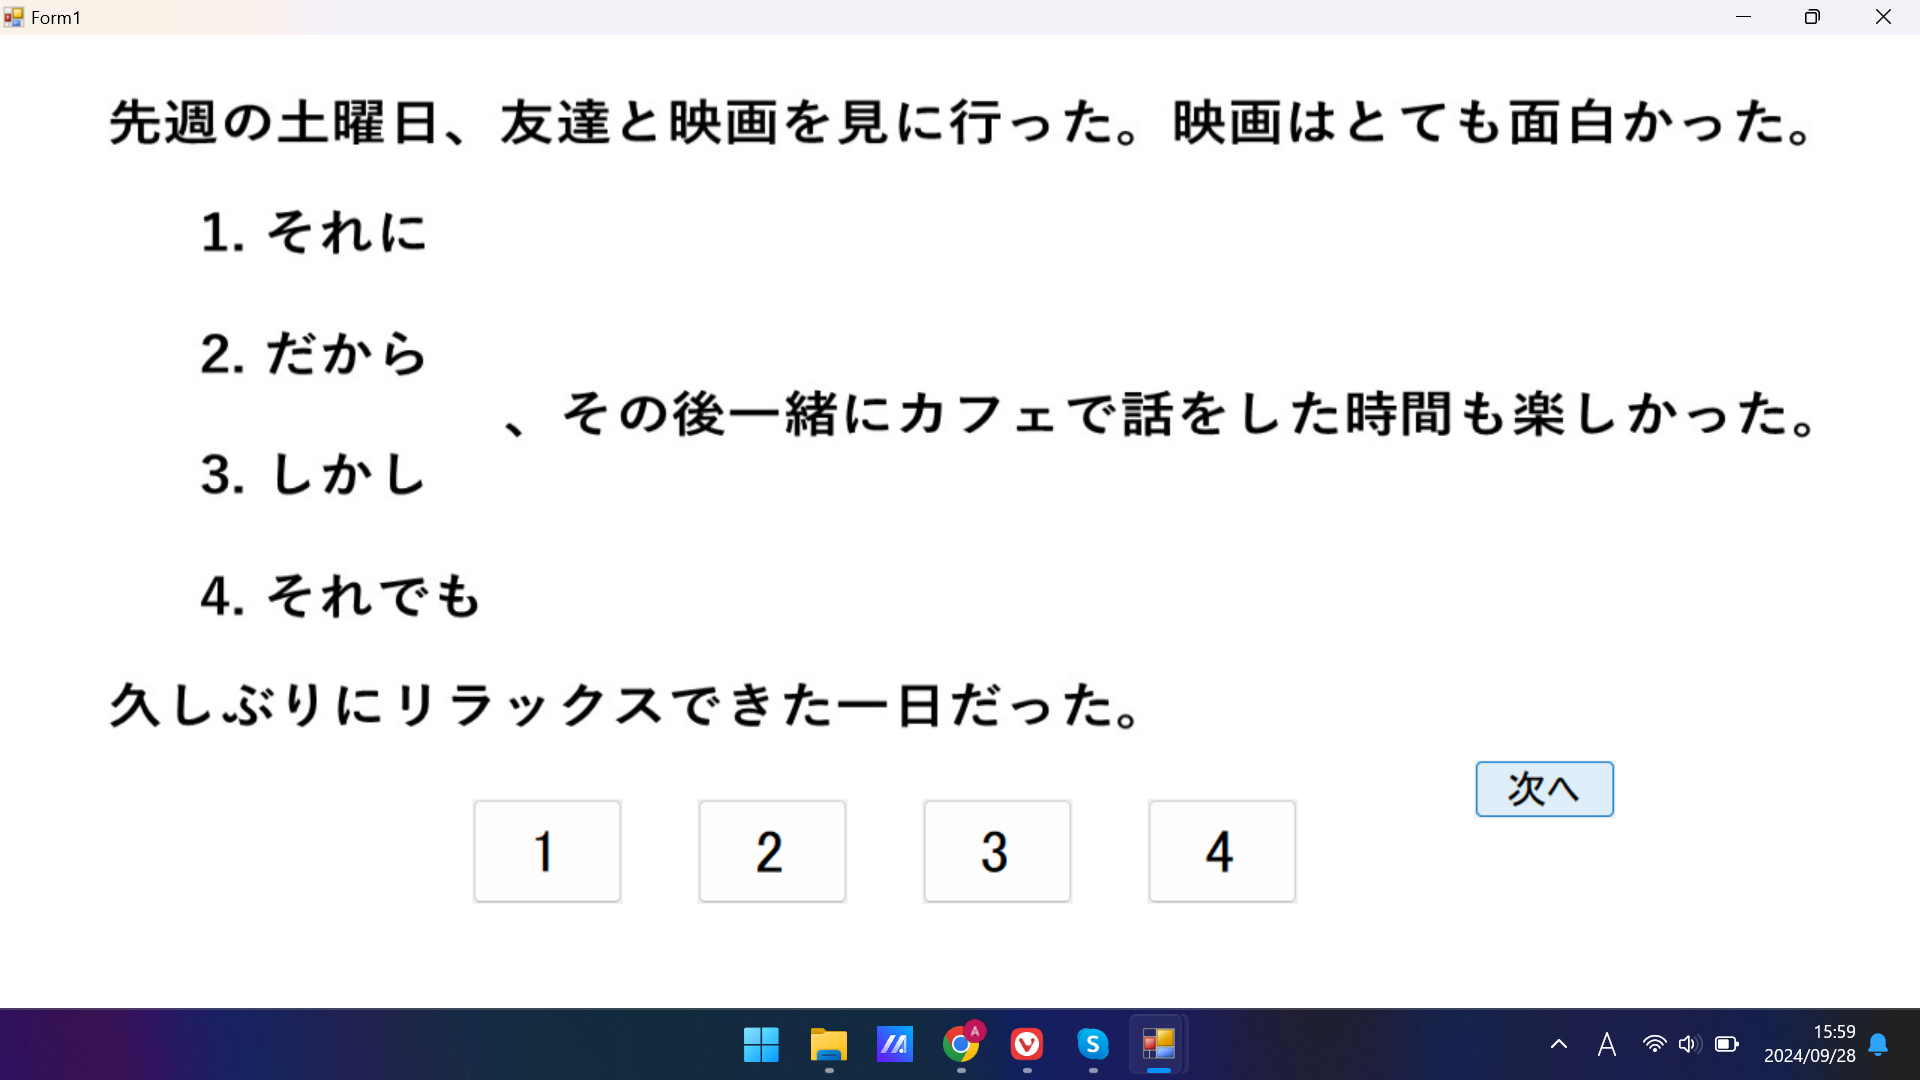 Form1
先週の土曜日、友達と映画を見に行った。映画はとても面白かった。
1. それに
2. だから
3. しかし
4. それでも
、その後一緒にカフェで話をした時間も楽しかった。
久しぶりにリラックスできた一日だった。
次へ
1 2 3 4
A
S
A
15:59
2024/09/28